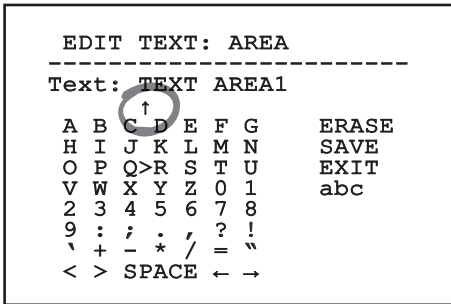 EDIT TEXT: AREA
--------------------------
Text: TEXT AREA1
↑
A B C D E F G ERASE
H I J K L M N SAVE
O P Q>R S T U EXIT
V W X Y Z 0 1 abc
2 3 4 5 6 7 8
9 : ; . , ? !
‵ + − * / = ‶
< > SPACE ← →